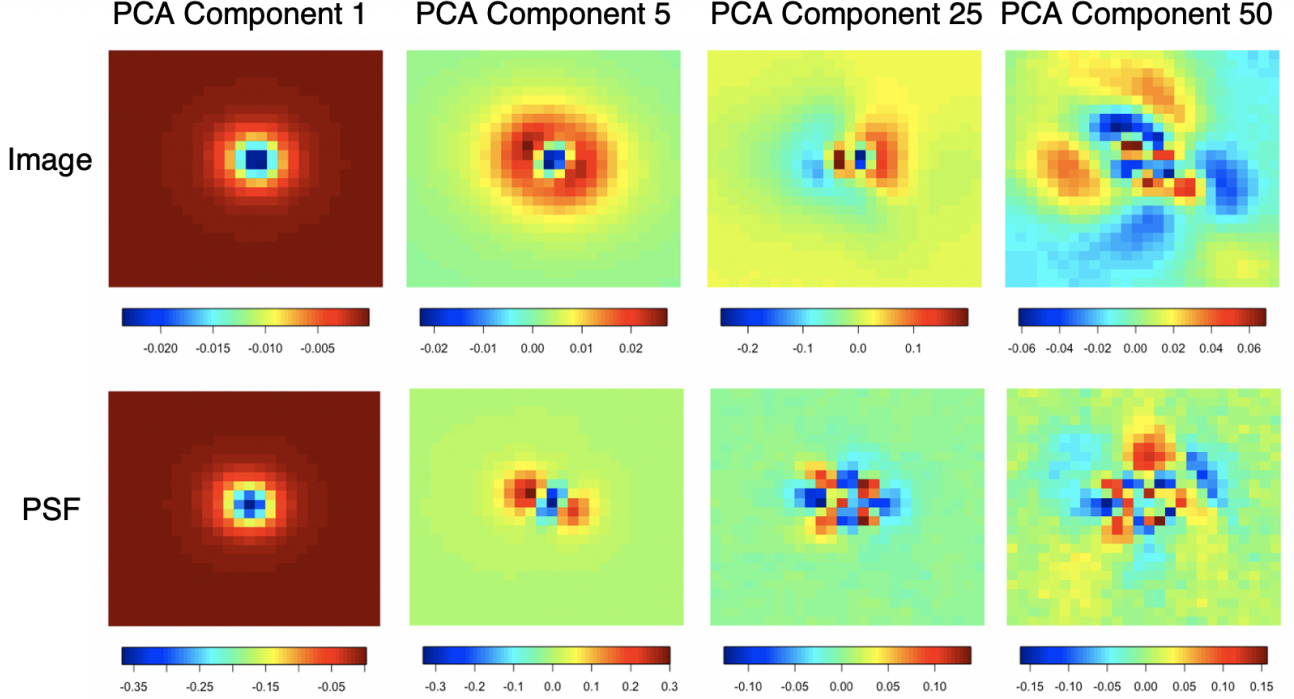 PCA Component 1 PCA Component 5 PCA Component 25 PCA Component 50
Image
-0.020 -0.015 -0.010 -0.005 -0.02 -0.01 0.00 0.01 0.02 -0.2 -0.1 0.0 0.1 -0.06 -0.04 -0.02 0.00 0.02 0.04 0.06
PSF
-0.35 -0.25 -0.15 -0.05 -0.3 -0.2 -0.1 0.0 0.1 0.2 0.3 -0.10 -0.05 0.00 0.05 0.10 -0.15 -0.10 -0.05 0.00 0.05 0.10 0.15